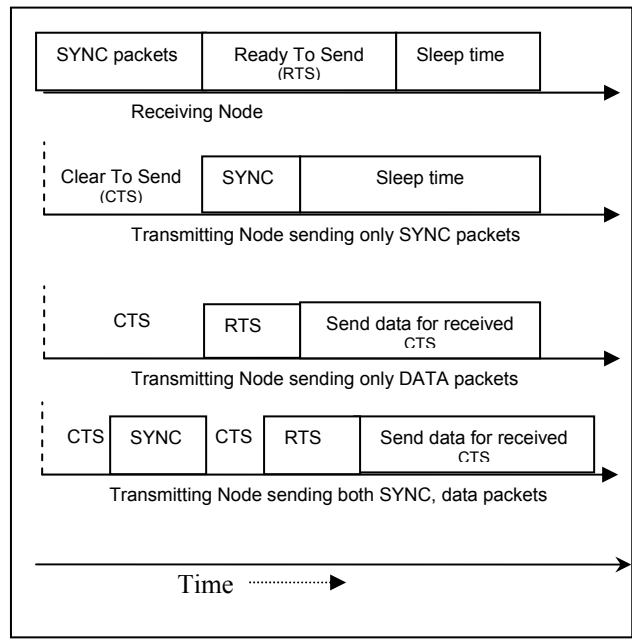 SYNC packets Ready To Send Sleep time
(RTS)
Receiving Node
Clear To Send SYNC Sleep time
(CTS)
Transmitting Node sending only SYNC packets
CTS RTS Send data for received
CTS
Transmitting Node sending only DATA packets
CTS SYNC CTS RTS Send data for received
CTS
Transmitting Node sending both SYNC, data packets
Time